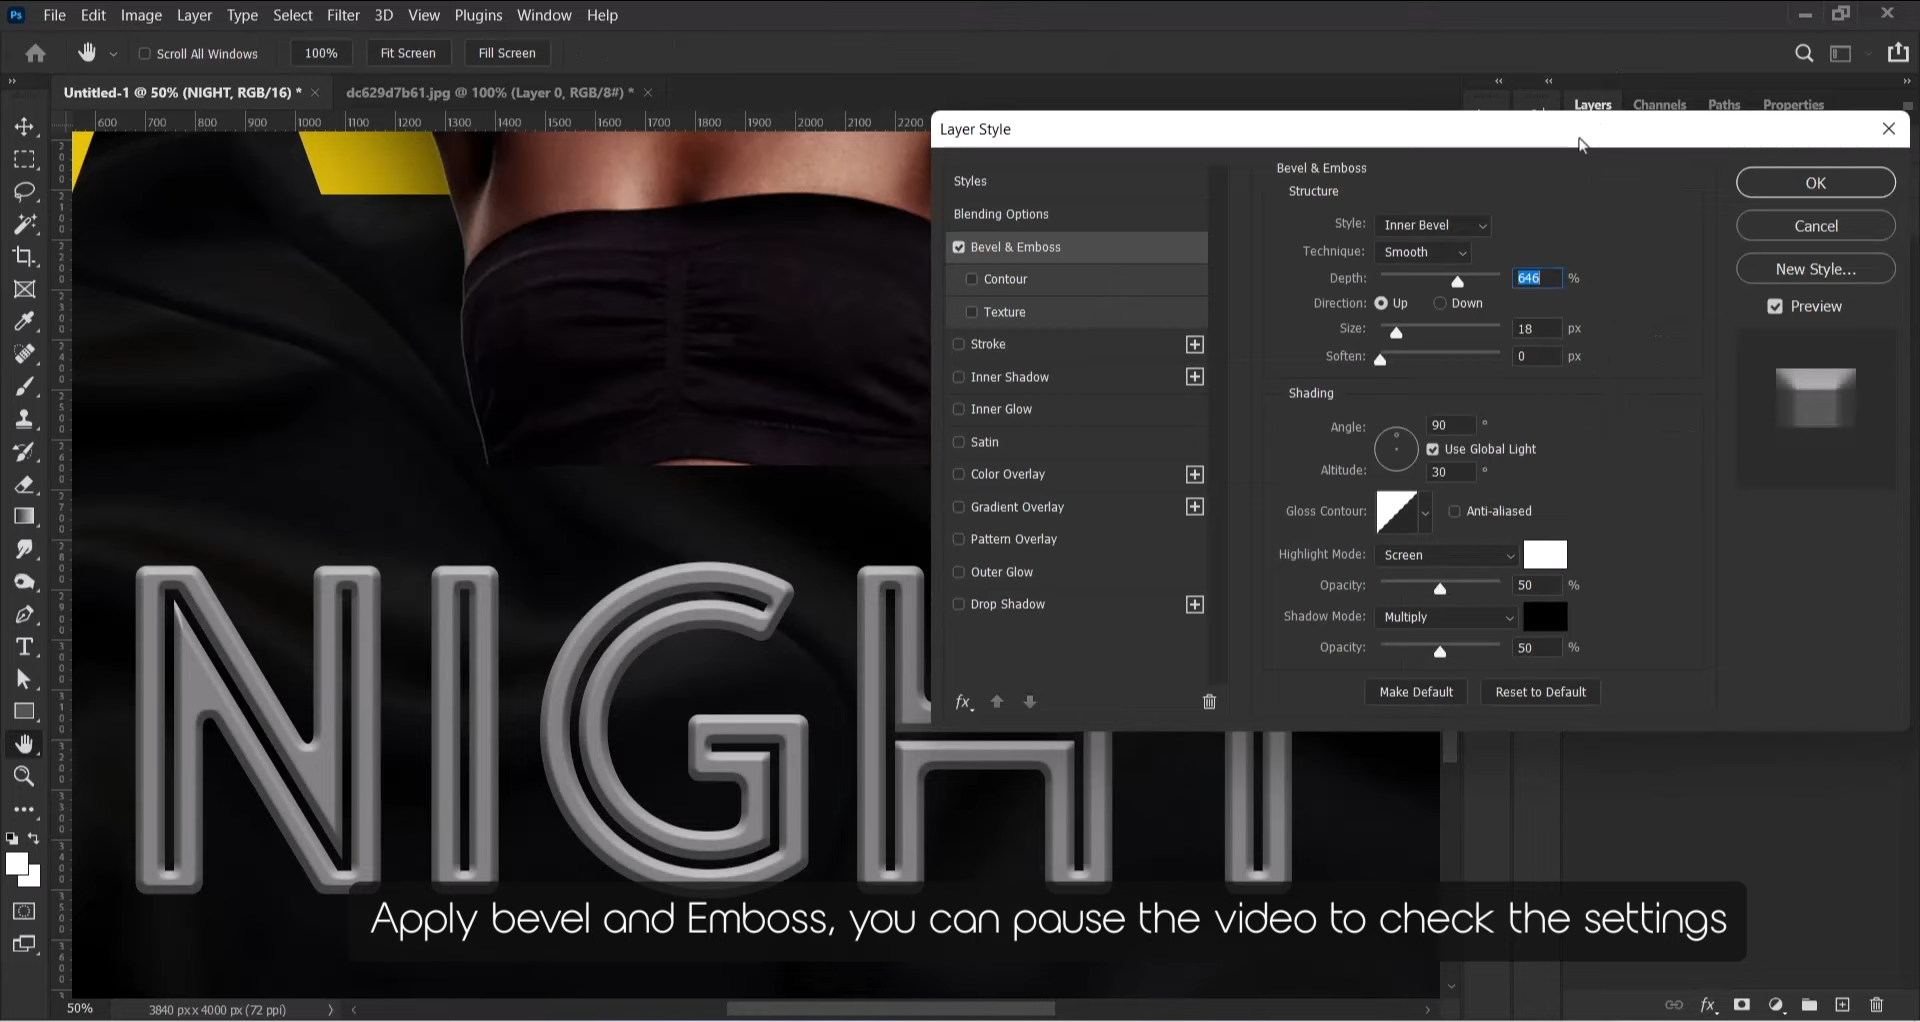 Ps File Edit Image Layer Type Select Filter 3D View Plugins Window Help
Scroll All Windows 100% Fit Screen Fill Screen
Untitled-1 @ 50% (NIGHT, RGB/16) * × dc629d7b61.jpg @ 100% (Layer 0, RGB/8#) * ×
Layers Channels Paths Properties
600 700 800 900 1000 1100 1200 1300 1400 1500 1600 1700 1800 1900 2000 2100 2200
Layer Style
Styles
Blending Options
Bevel & Emboss
Contour
Texture
Stroke
Inner Shadow
Inner Glow
Satin
Color Overlay
Gradient Overlay
Pattern Overlay
Outer Glow
Drop Shadow
fx
Bevel & Emboss
Structure
Style: Inner Bevel
Technique: Smooth
Depth: 646 %
Direction: Up Down
Size: 18 px
Soften: 0 px
Shading
Angle: 90 °
Use Global Light
Altitude: 30 °
Gloss Contour: Anti-aliased
Highlight Mode: Screen
Opacity: 50 %
Shadow Mode: Multiply
Opacity: 50 %
Make Default Reset to Default
OK
Cancel
New Style...
Preview
NIGHT
Apply bevel and Emboss, you can pause the video to check the settings
50% 3840 px x 4000 px (72 ppi)
fx